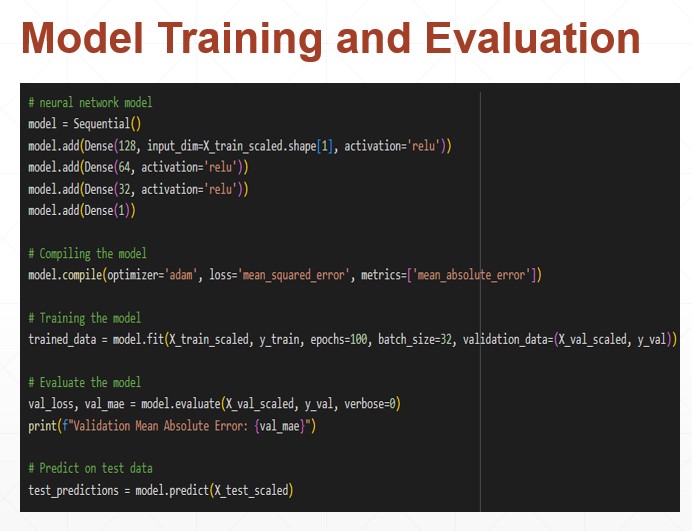 Model Training and Evaluation
# neural network model
model = Sequential()
model.add(Dense(128, input_dim=X_train_scaled.shape[1], activation='relu'))
model.add(Dense(64, activation='relu'))
model.add(Dense(32, activation='relu'))
model.add(Dense(1))
# Compiling the model
model.compile(optimizer='adam', loss='mean_squared_error', metrics=['mean_absolute_error'])
# Training the model
trained_data = model.fit(X_train_scaled, y_train, epochs=100, batch_size=32, validation_data=(X_val_scaled, y_val))
# Evaluate the model
val_loss, val_mae = model.evaluate(X_val_scaled, y_val, verbose=0)
print(f"Validation Mean Absolute Error: {val_mae}")
# Predict on test data
test_predictions = model.predict(X_test_scaled)